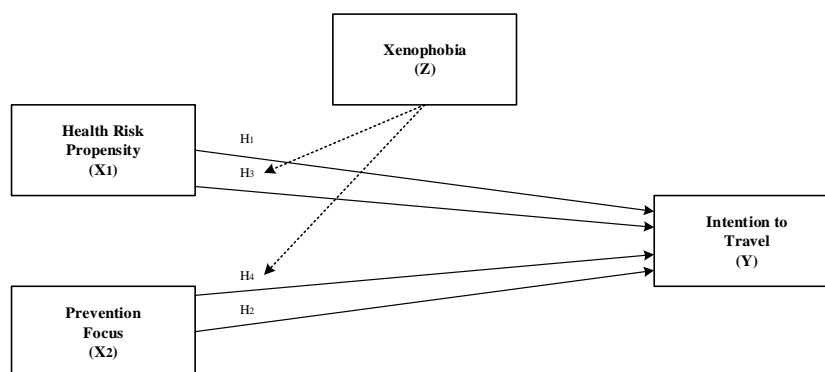 Xenophobia
(Z)
Health Risk
Propensity
(X1)
H1
H3
Intention to
Travel
(Y)
H4
H2
Prevention
Focus
(X2)